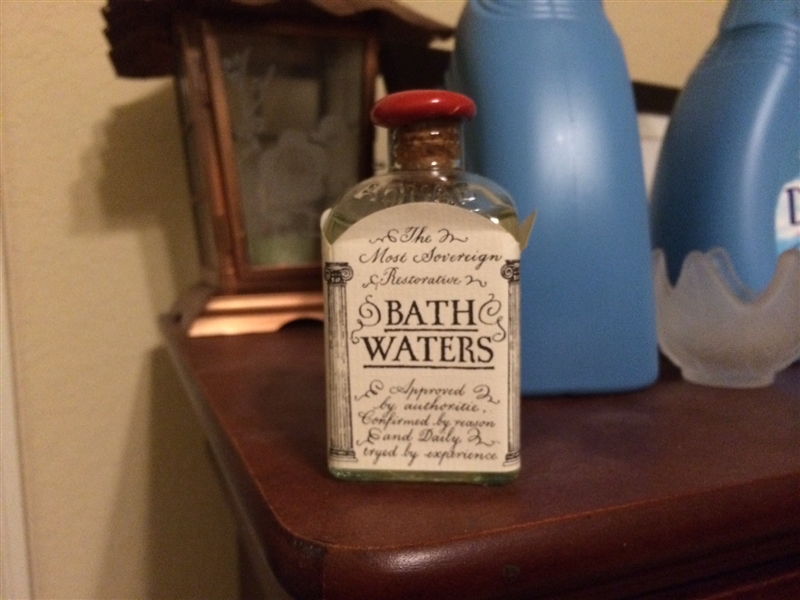 The
Most Sovereign
Restorative
BATH
WATERS
Approved
by authoritie,
Confirmed by reason
and Daily
tryed by experience